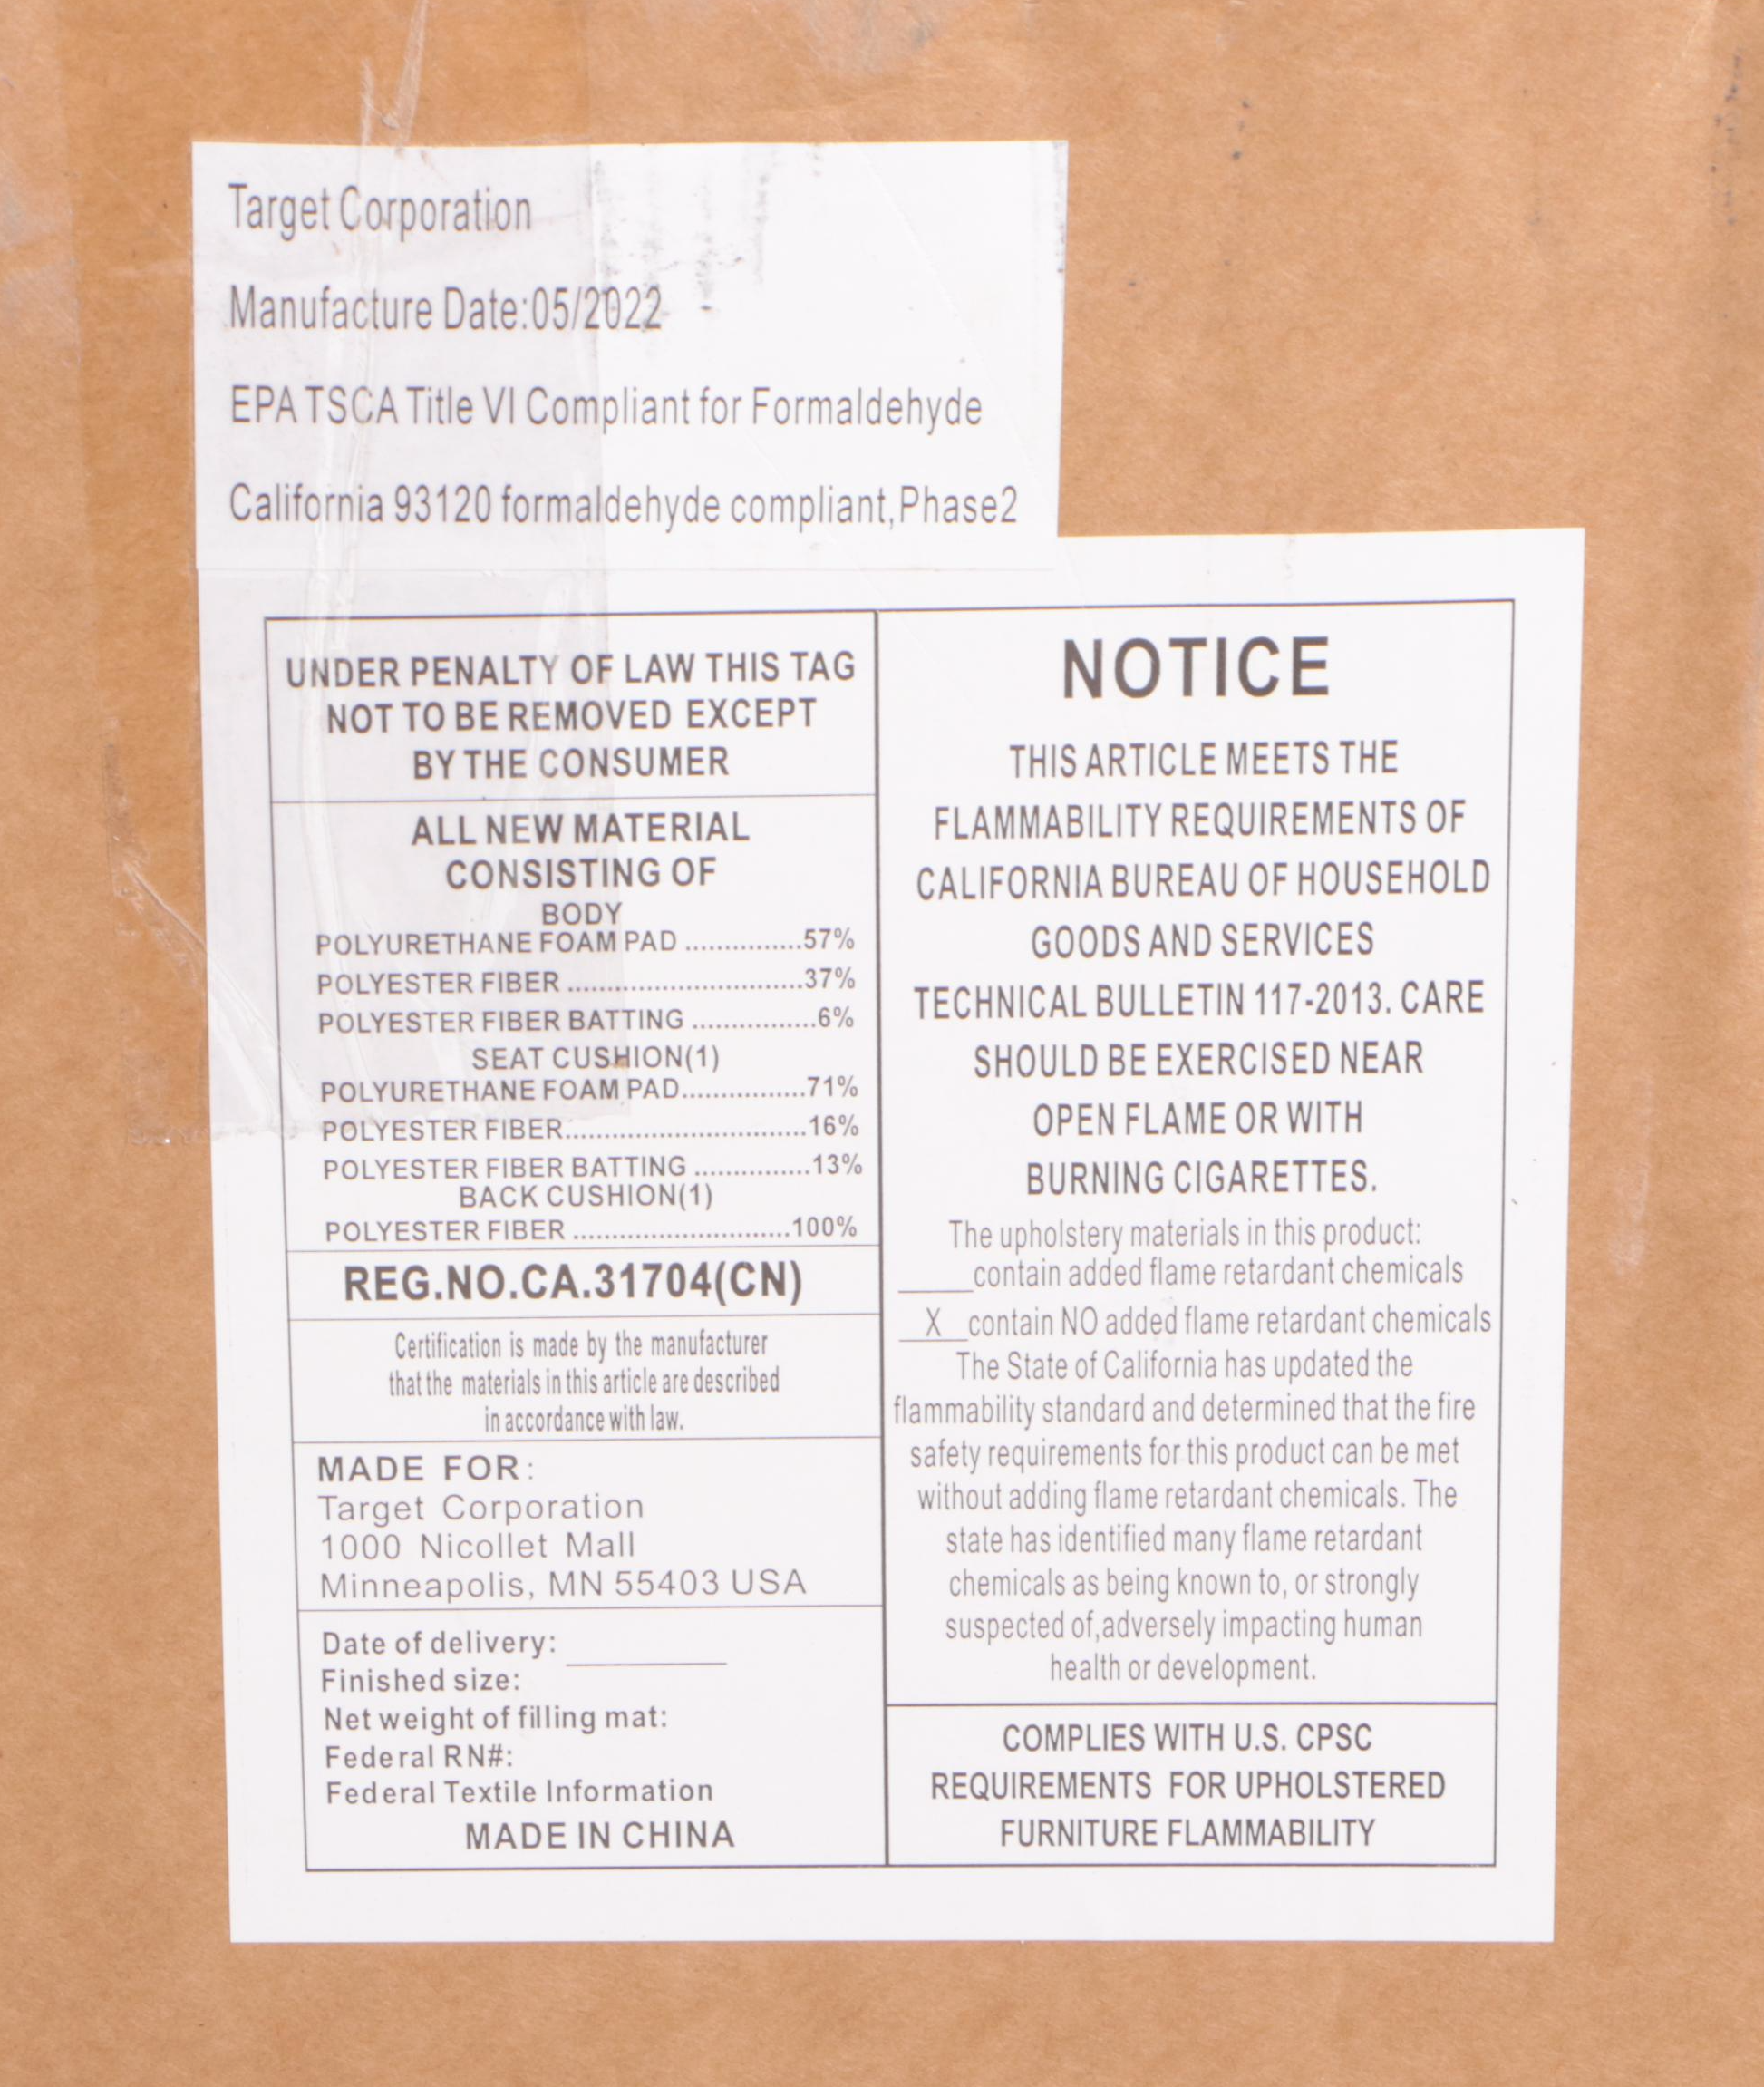 Target Corporation
Manufacture Date:05/2022
EPA TSCA Title VI Compliant for Formaldehyde
California 93120 formaldehyde compliant,Phase2
UNDER PENALTY OF LAW THIS TAG
NOT TO BE REMOVED EXCEPT
BY THE CONSUMER
ALL NEW MATERIAL
CONSISTING OF
BODY
POLYURETHANE FOAM PAD ...............57%
POLYESTER FIBER ..............................37%
POLYESTER FIBER BATTING ................6%
SEAT CUSHION(1)
POLYURETHANE FOAM PAD................71%
POLYESTER FIBER...............................16%
POLYESTER FIBER BATTING ...............13%
BACK CUSHION(1)
POLYESTER FIBER ............................100%
REG.NO.CA.31704(CN)
Certification is made by the manufacturer
that the materials in this article are described
in accordance with law.
MADE FOR:
Target Corporation
1000 Nicollet Mall
Minneapolis, MN 55403 USA
Date of delivery: _________
Finished size:
Net weight of filling mat:
Federal RN#:
Federal Textile Information
MADE IN CHINA
NOTICE
THIS ARTICLE MEETS THE
FLAMMABILITY REQUIREMENTS OF
CALIFORNIA BUREAU OF HOUSEHOLD
GOODS AND SERVICES
TECHNICAL BULLETIN 117-2013. CARE
SHOULD BE EXERCISED NEAR
OPEN FLAME OR WITH
BURNING CIGARETTES.
The upholstery materials in this product:
_____contain added flame retardant chemicals
__X__contain NO added flame retardant chemicals
The State of California has updated the
flammability standard and determined that the fire
safety requirements for this product can be met
without adding flame retardant chemicals. The
state has identified many flame retardant
chemicals as being known to, or strongly
suspected of,adversely impacting human
health or development.
COMPLIES WITH U.S. CPSC
REQUIREMENTS FOR UPHOLSTERED
FURNITURE FLAMMABILITY